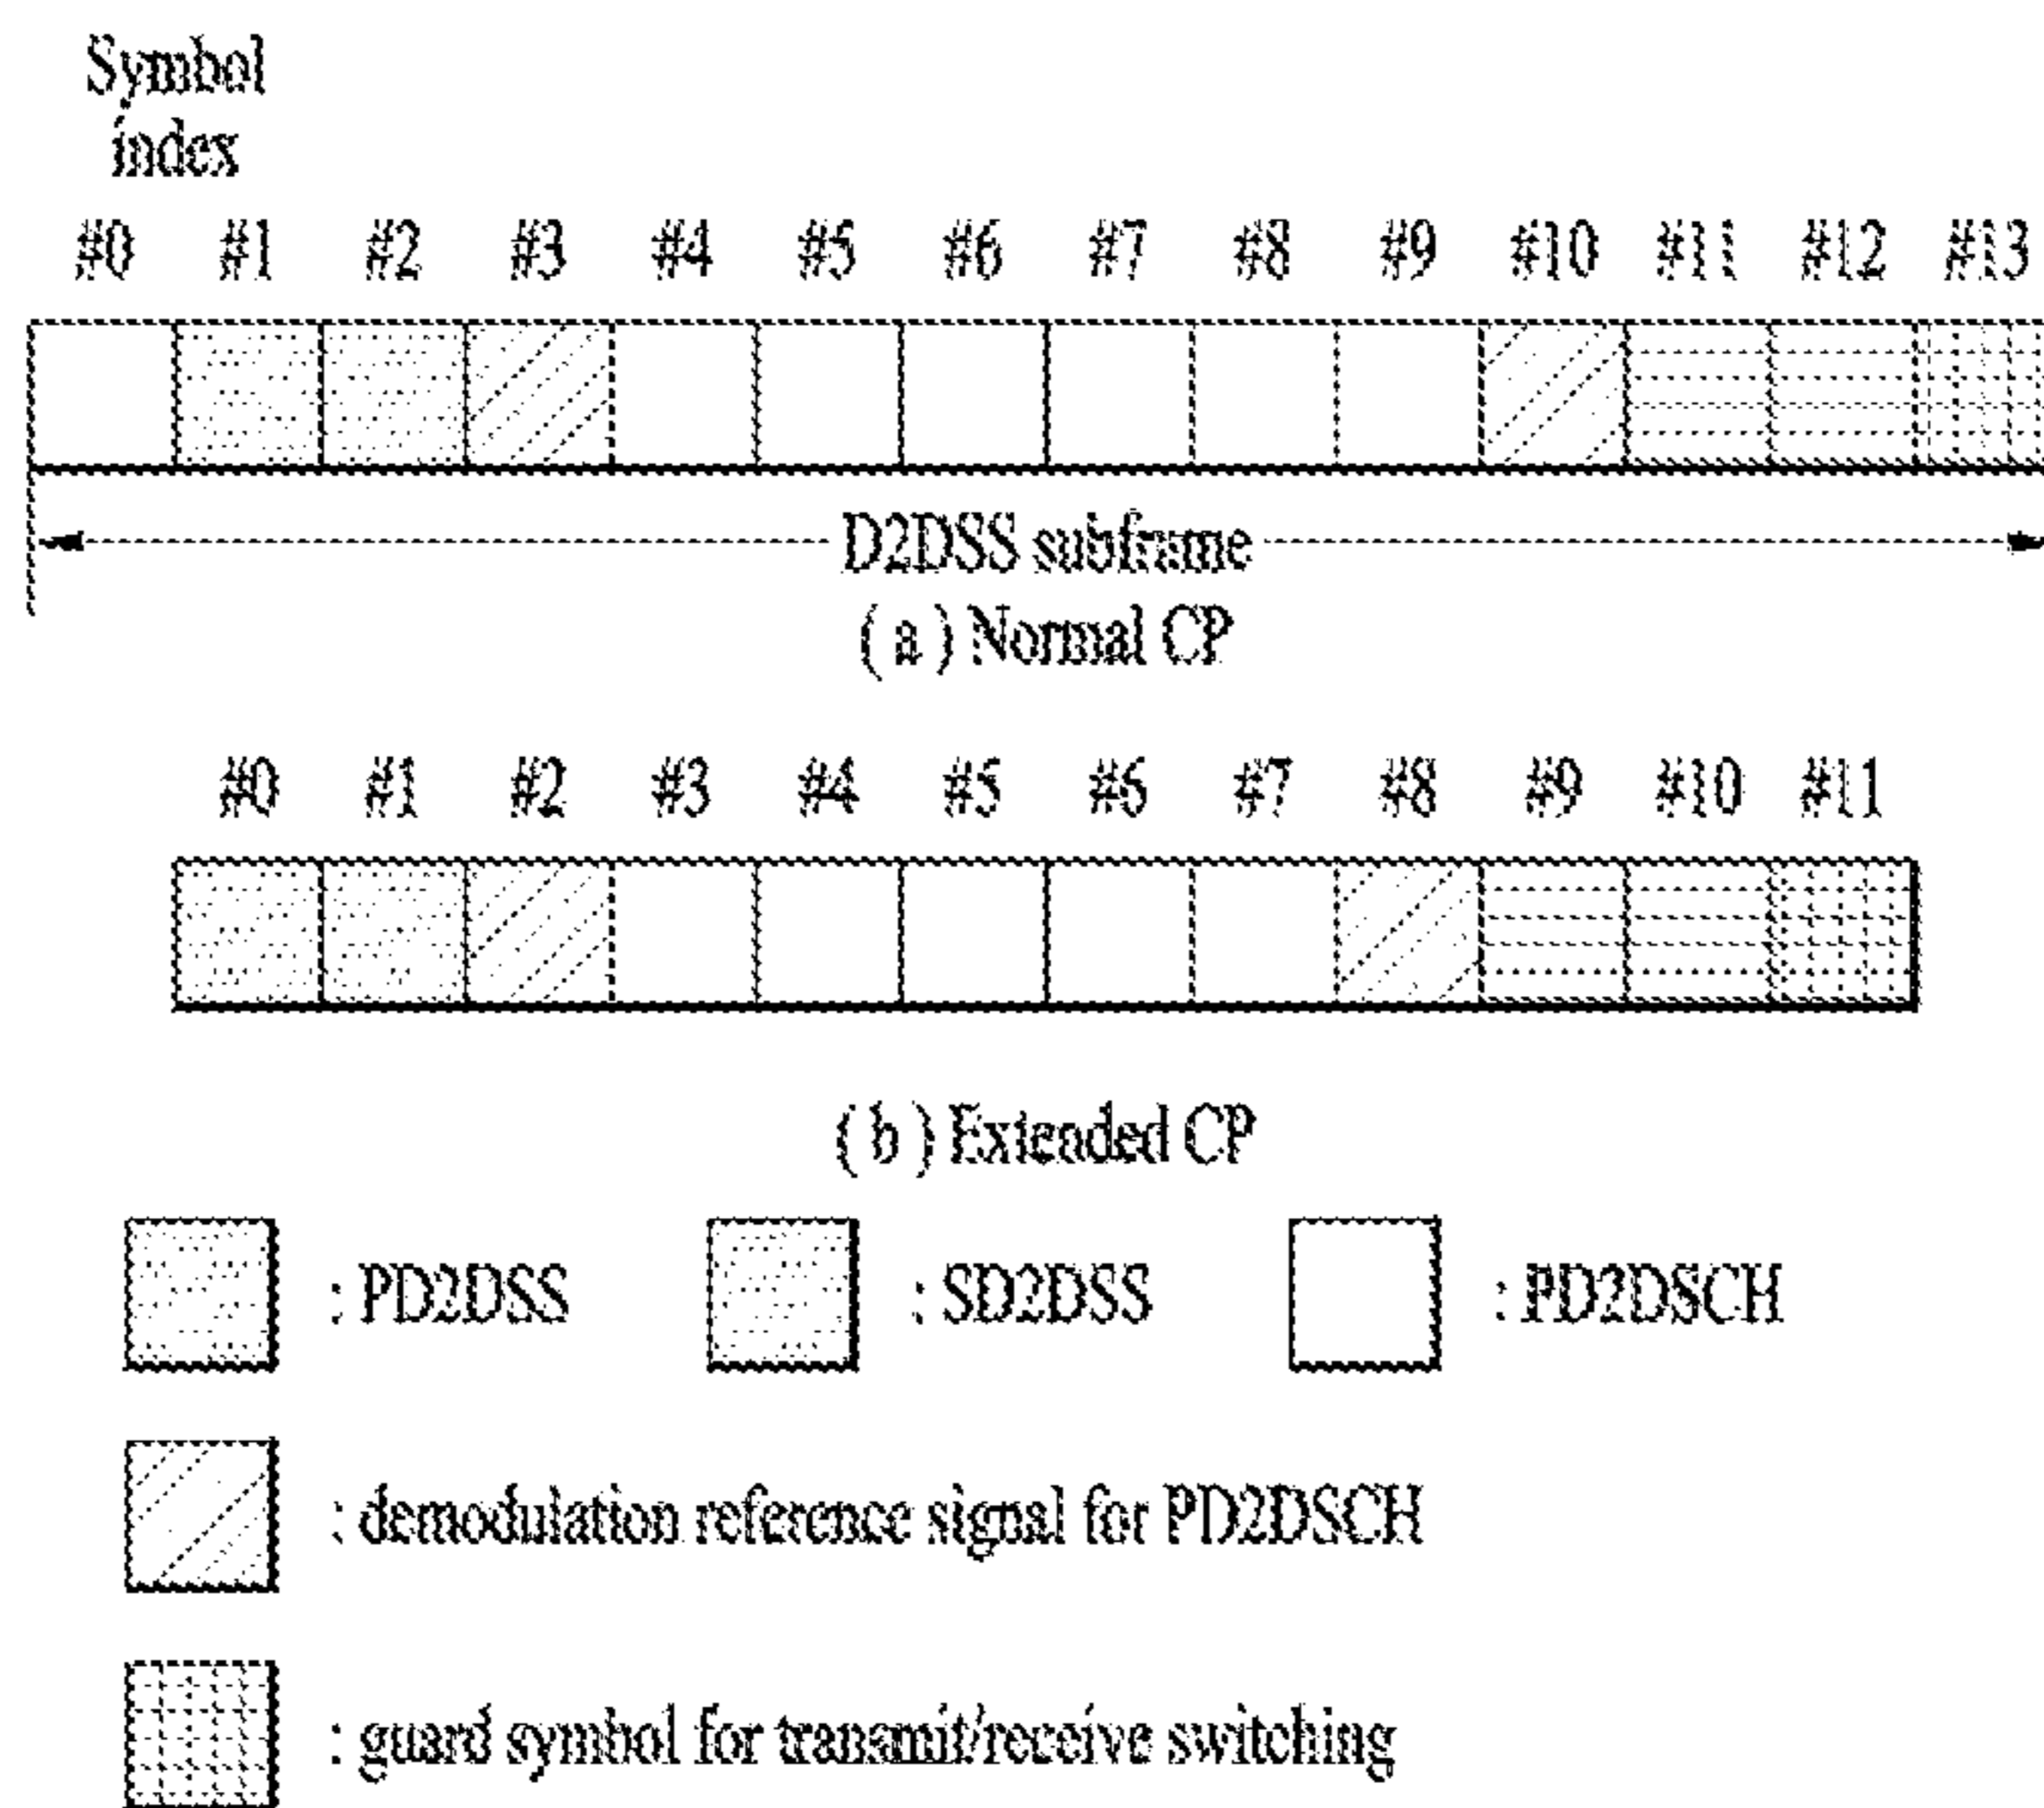 Symbol
index
#0 #1 #2 #3 #4 #5 #6 #7 #8 #9 #10 #11 #12 #13
D2DSS subframe
( a ) Normal CP
#0 #1 #2 #3 #4 #5 #6 #7 #8 #9 #10 #11
( b ) Extended CP
: PD2DSS : SD2DSS : PD2DSCH
: demodulation reference signal for PD2DSCH
: guard symbol for transmit/receive switching